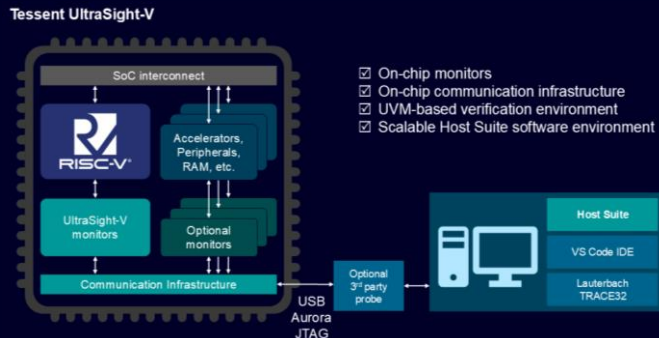 Tessent UltraSight-V
SoC interconnect
RISC-V®
Accelerators,
Peripherals,
RAM, etc.
UltraSight-V
monitors
Optional
monitors
Communication Infrastructure
☑ On-chip monitors
☑ On-chip communication infrastructure
☑ UVM-based verification environment
☑ Scalable Host Suite software environment
USB
Aurora
JTAG
Optional
3rd party
probe
Host Suite
VS Code IDE
Lauterbach
TRACE32